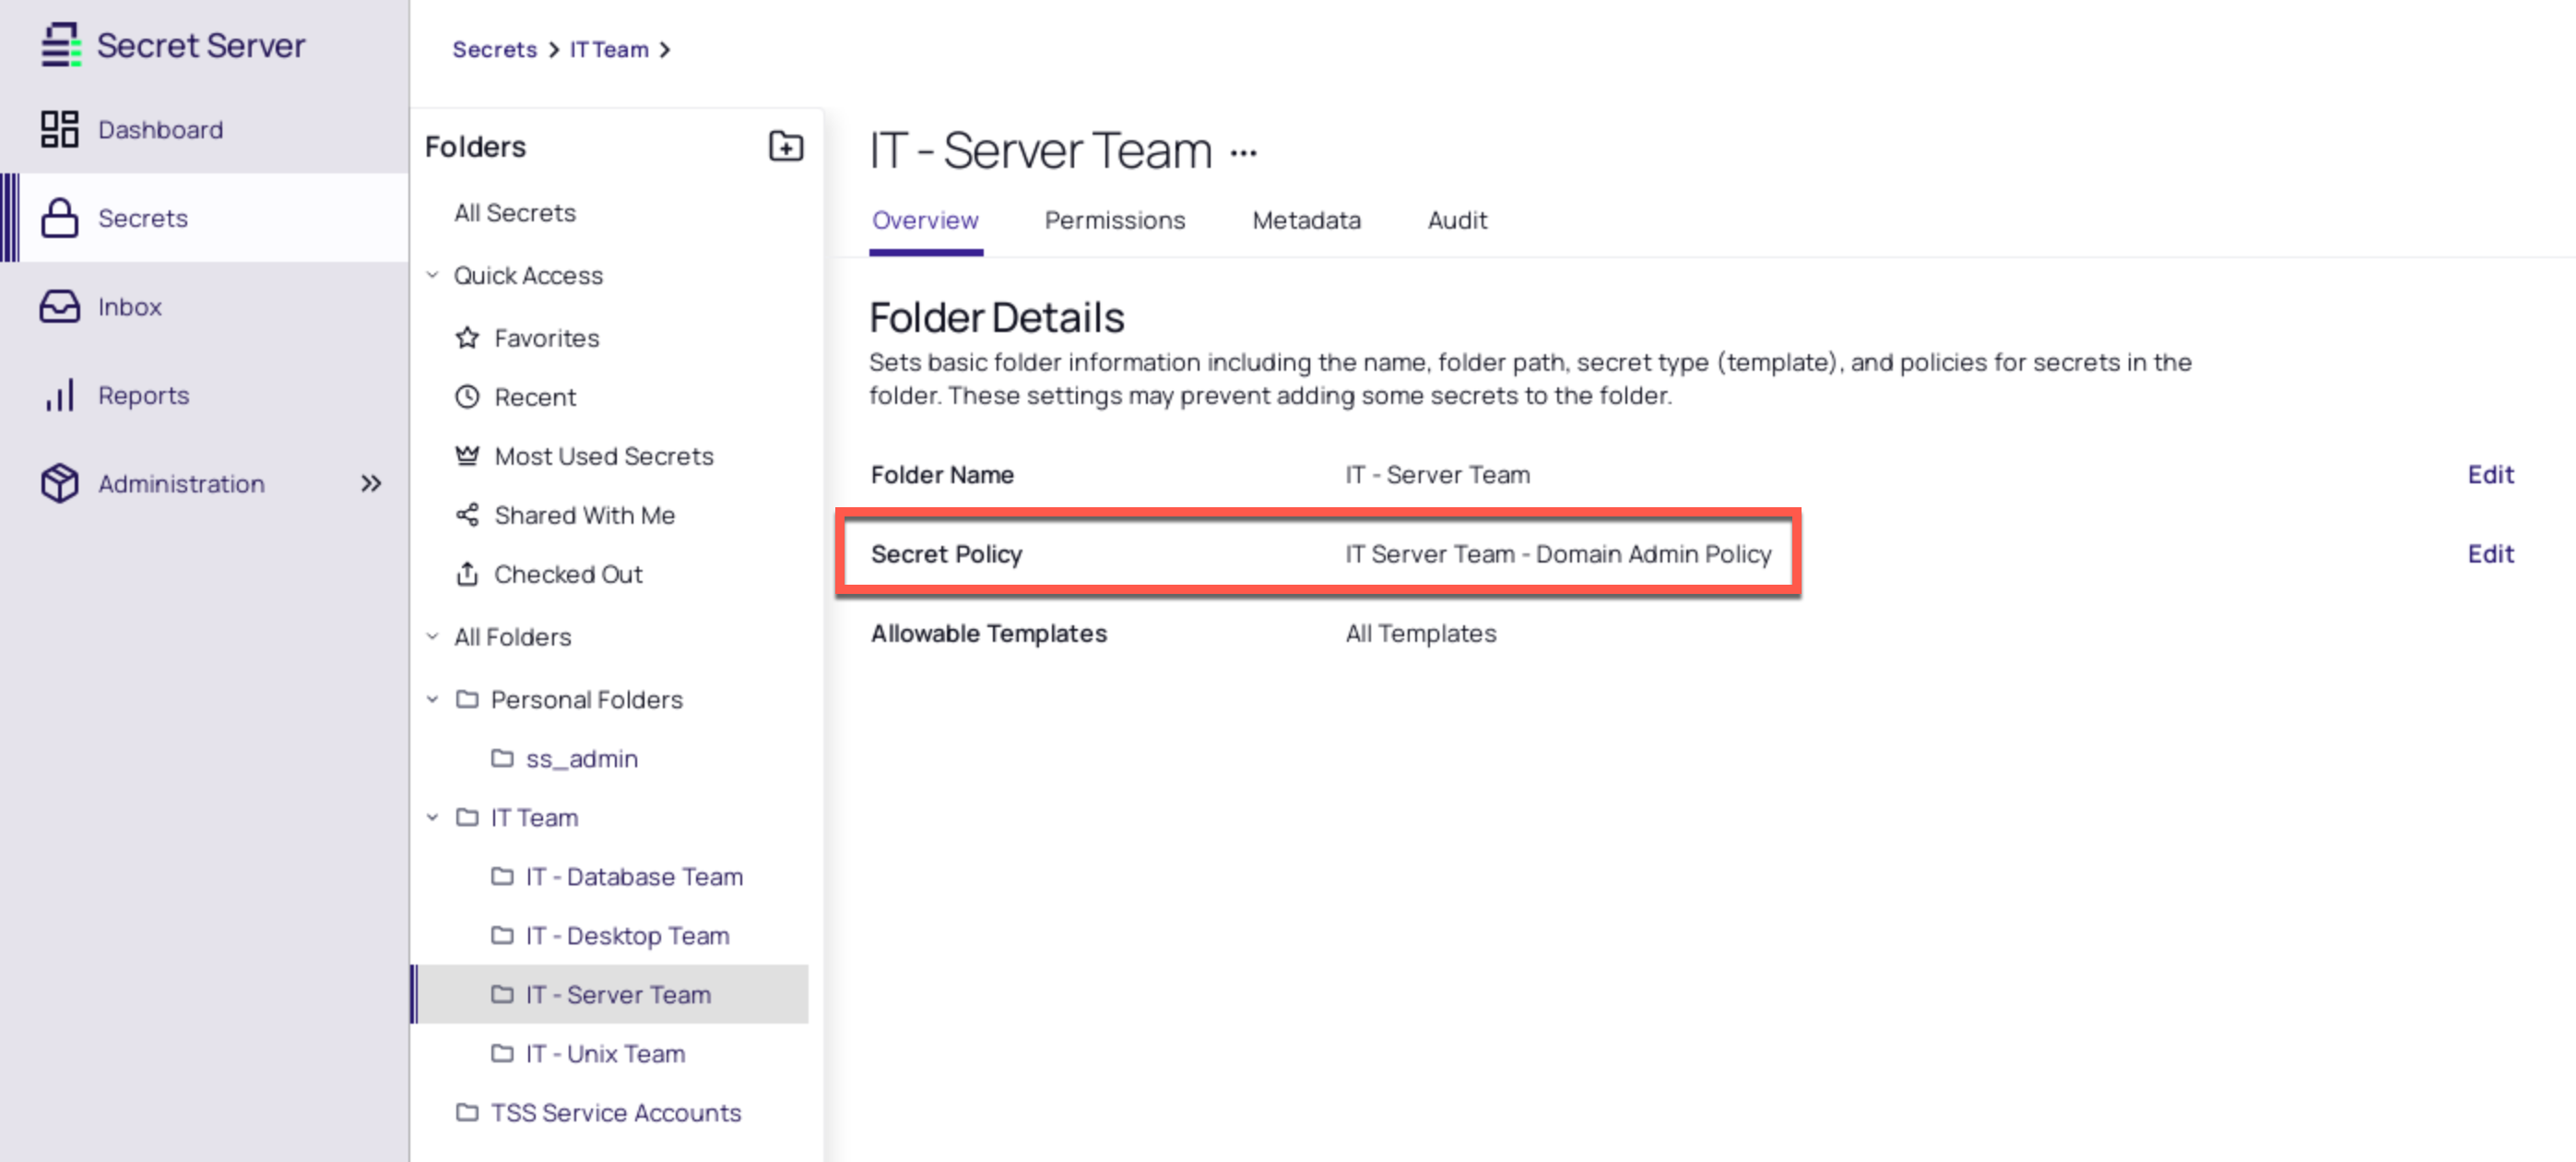 Secret Server
Dashboard
Secrets
Inbox
Reports
Administration
Secrets > IT Team >
Folders
All Secrets
Quick Access
Favorites
Recent
Most Used Secrets
Shared With Me
Checked Out
All Folders
Personal Folders
ss_admin
IT Team
IT - Database Team
IT - Desktop Team
IT - Server Team
IT - Unix Team
TSS Service Accounts
IT - Server Team ...
Overview Permissions Metadata Audit
Folder Details
Sets basic folder information including the name, folder path, secret type (template), and policies for secrets in the
folder. These settings may prevent adding some secrets to the folder.
Folder Name IT - Server Team Edit
Secret Policy IT Server Team - Domain Admin Policy Edit
Allowable Templates All Templates